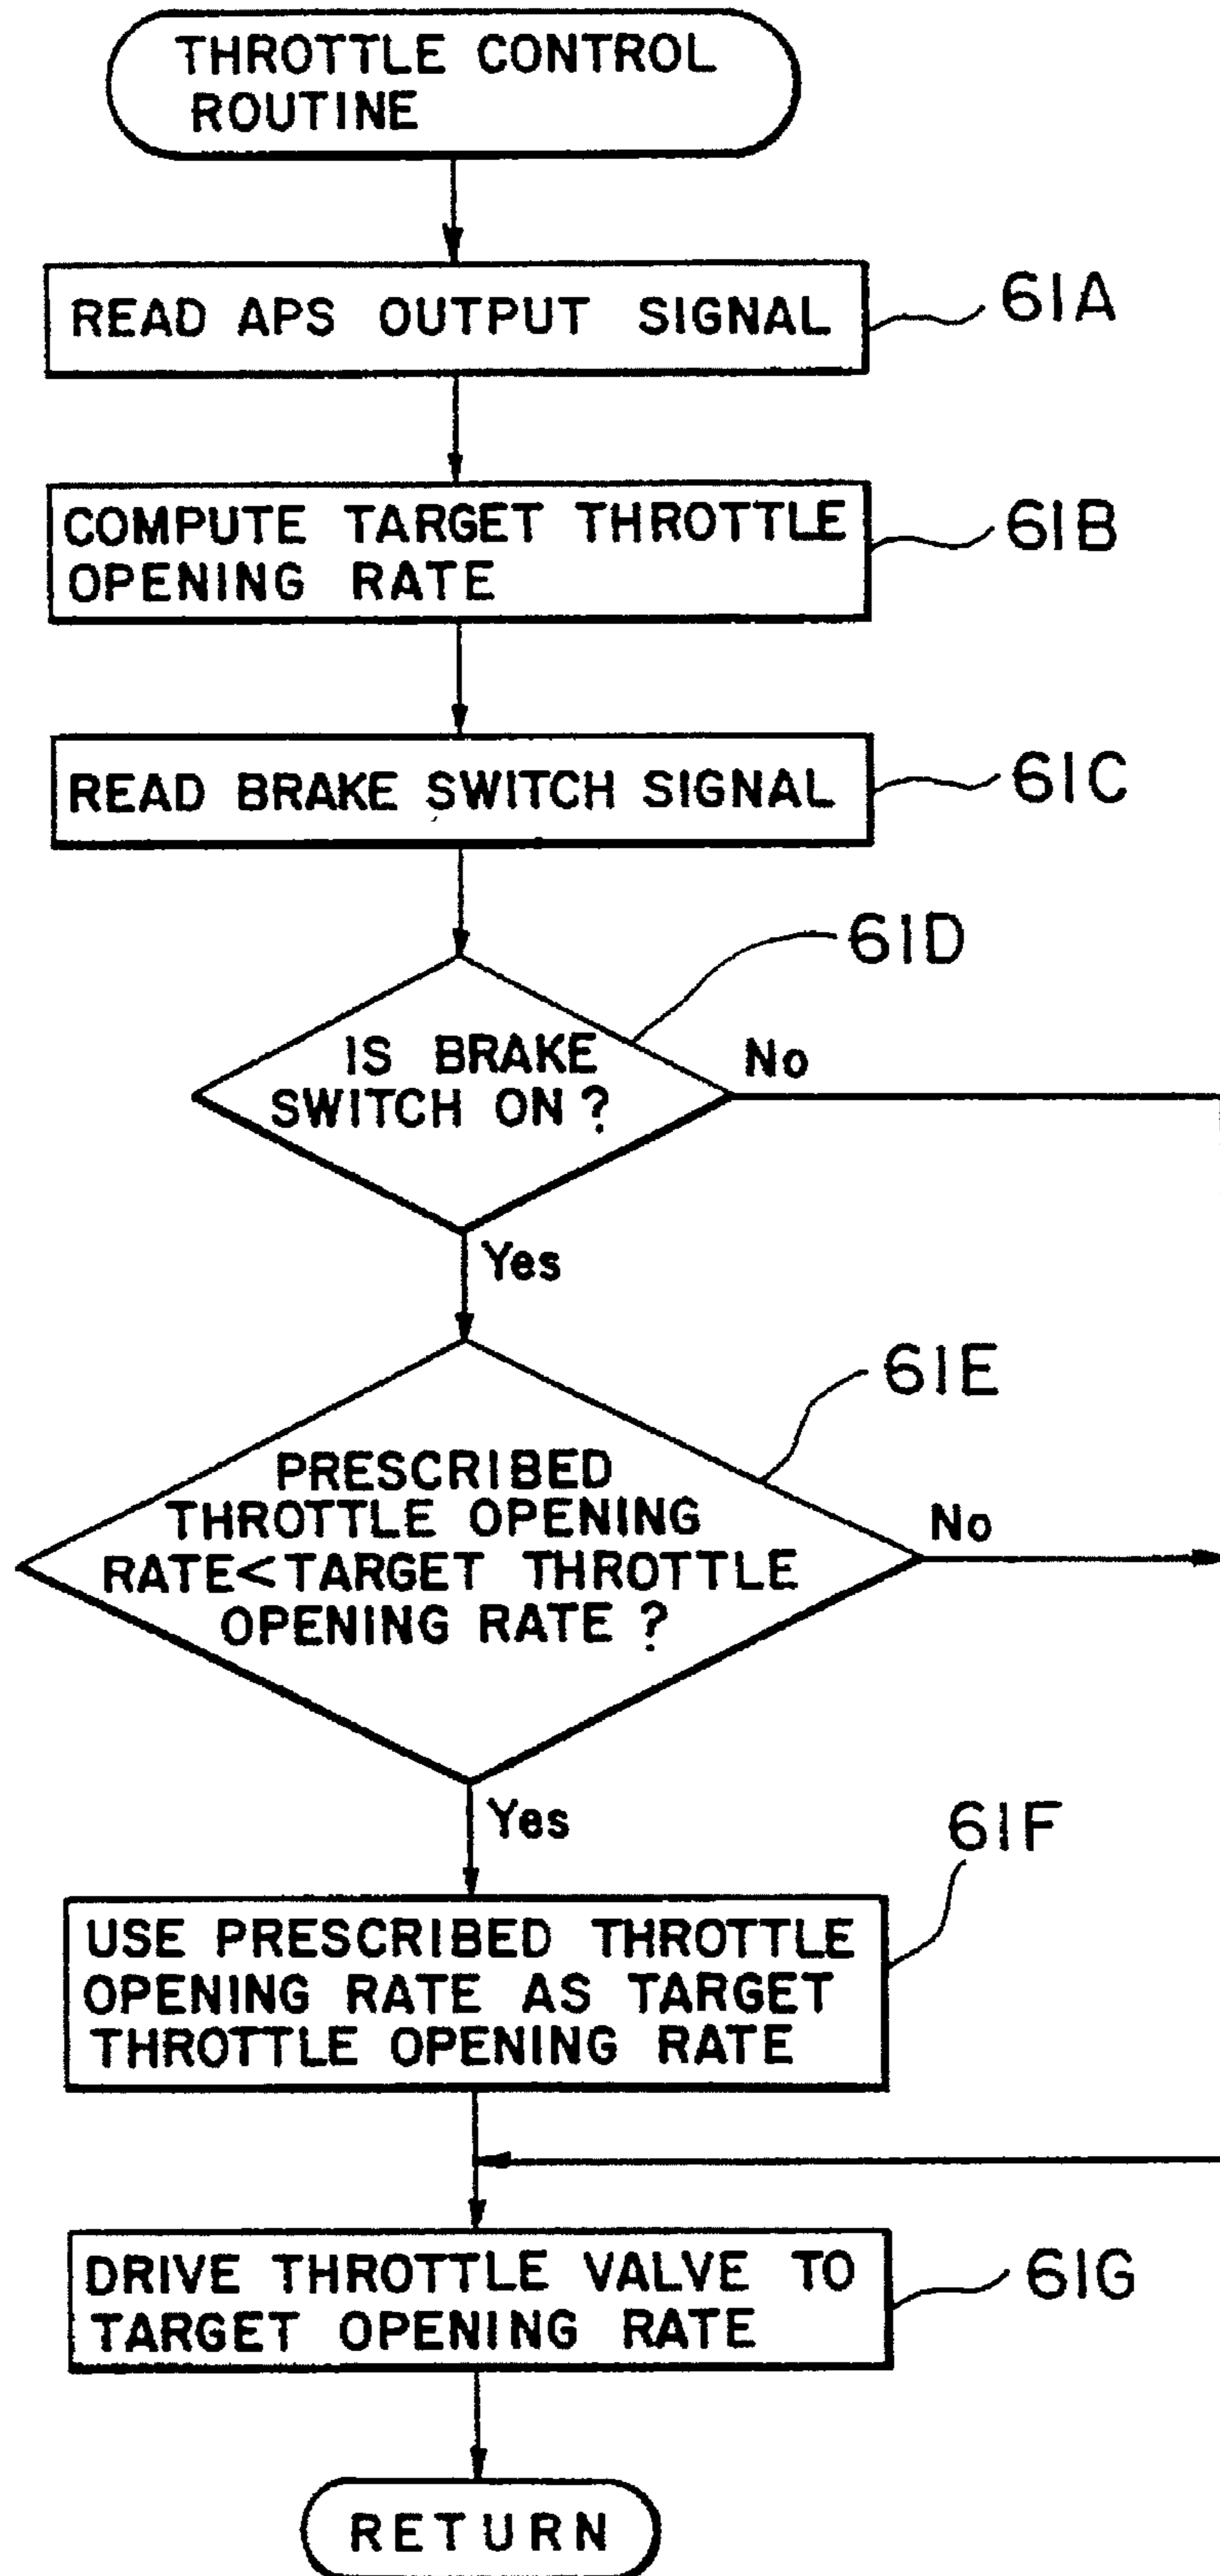 THROTTLE CONTROL
ROUTINE
READ APS OUTPUT SIGNAL
61A
COMPUTE TARGET THROTTLE
OPENING RATE
61B
READ BRAKE SWITCH SIGNAL
61C
61D
IS BRAKE
SWITCH ON?
No
Yes
61E
PRESCRIBED
THROTTLE OPENING
RATE<TARGET THROTTLE
OPENING RATE?
No
Yes
61F
USE PRESCRIBED THROTTLE
OPENING RATE AS TARGET
THROTTLE OPENING RATE
DRIVE THROTTLE VALVE TO
TARGET OPENING RATE
61G
RETURN